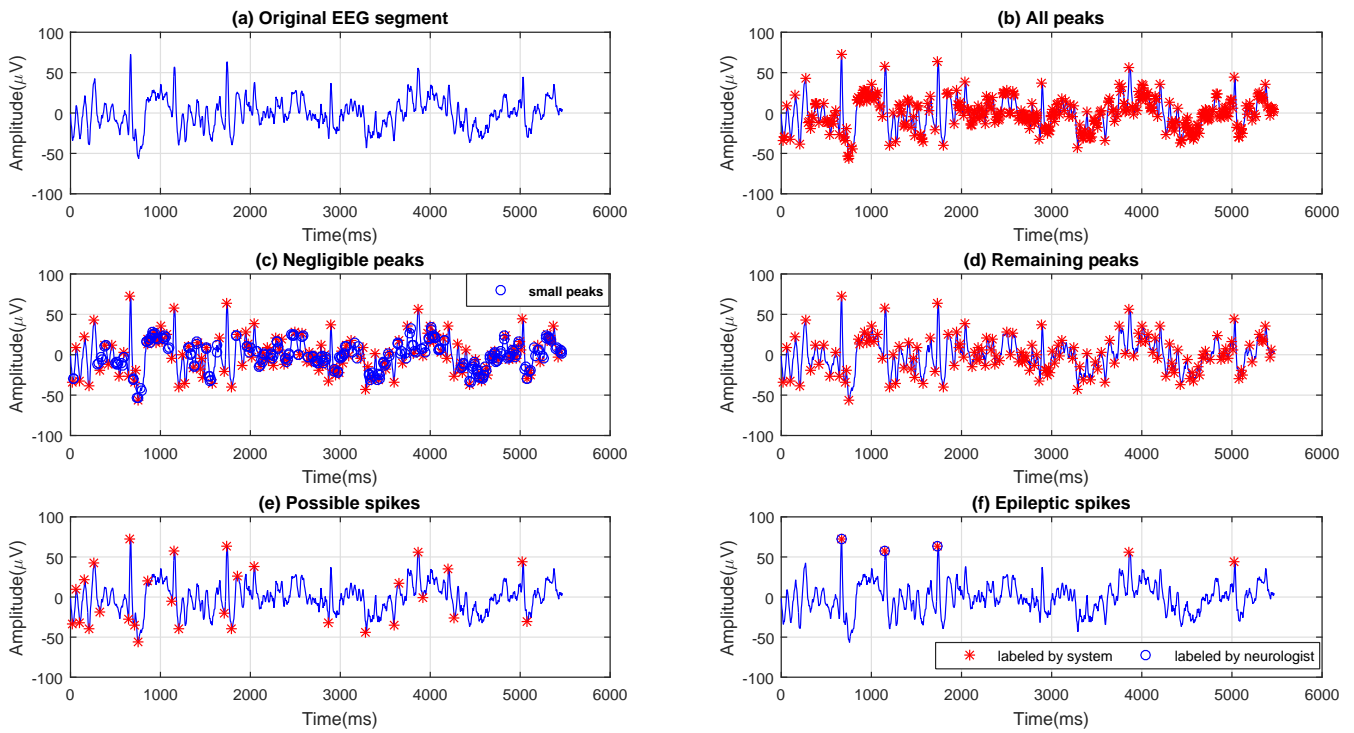 (a) Original EEG segment
100
50
0
-50
-100
Amplitude(μV)
0 1000 2000 3000 4000 5000 6000
Time(ms)
(b) All peaks
100
50
0
-50
-100
Amplitude(μV)
0 1000 2000 3000 4000 5000 6000
Time(ms)
(c) Negligible peaks
100
50
0
-50
-100
Amplitude(μV)
small peaks
0 1000 2000 3000 4000 5000 6000
Time(ms)
(d) Remaining peaks
100
50
0
-50
-100
Amplitude(μV)
0 1000 2000 3000 4000 5000 6000
Time(ms)
(e) Possible spikes
100
50
0
-50
-100
Amplitude(μV)
0 1000 2000 3000 4000 5000 6000
Time(ms)
(f) Epileptic spikes
100
50
0
-50
-100
Amplitude(μV)
labeled by system labeled by neurologist
0 1000 2000 3000 4000 5000 6000
Time(ms)